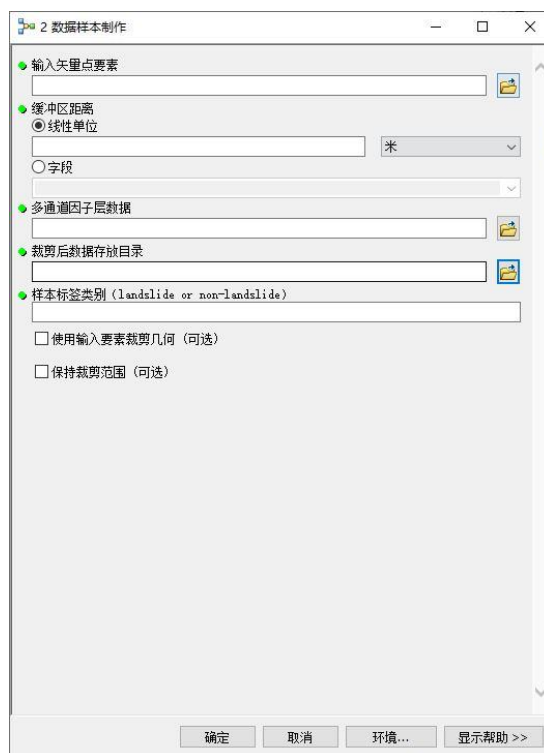 2 数据样本制作
输入矢量点要素
缓冲区距离
线性单位
米
字段
多通道因子层数据
裁剪后数据存放目录
样本标签类别 (landslide or non-landslide)
使用输入要素裁剪几何 (可选)
保持裁剪范围 (可选)
确定 取消 环境... 显示帮助 >>